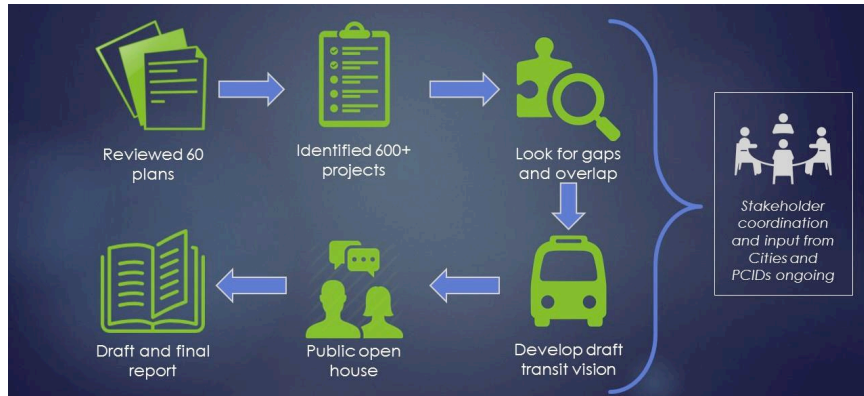 Reviewed 60
plans
Identified 600+
projects
Look for gaps
and overlap
Develop draft
transit vision
Public open
house
Draft and final
report
Stakeholder
coordination
and input from
Cities and
PCIDs ongoing